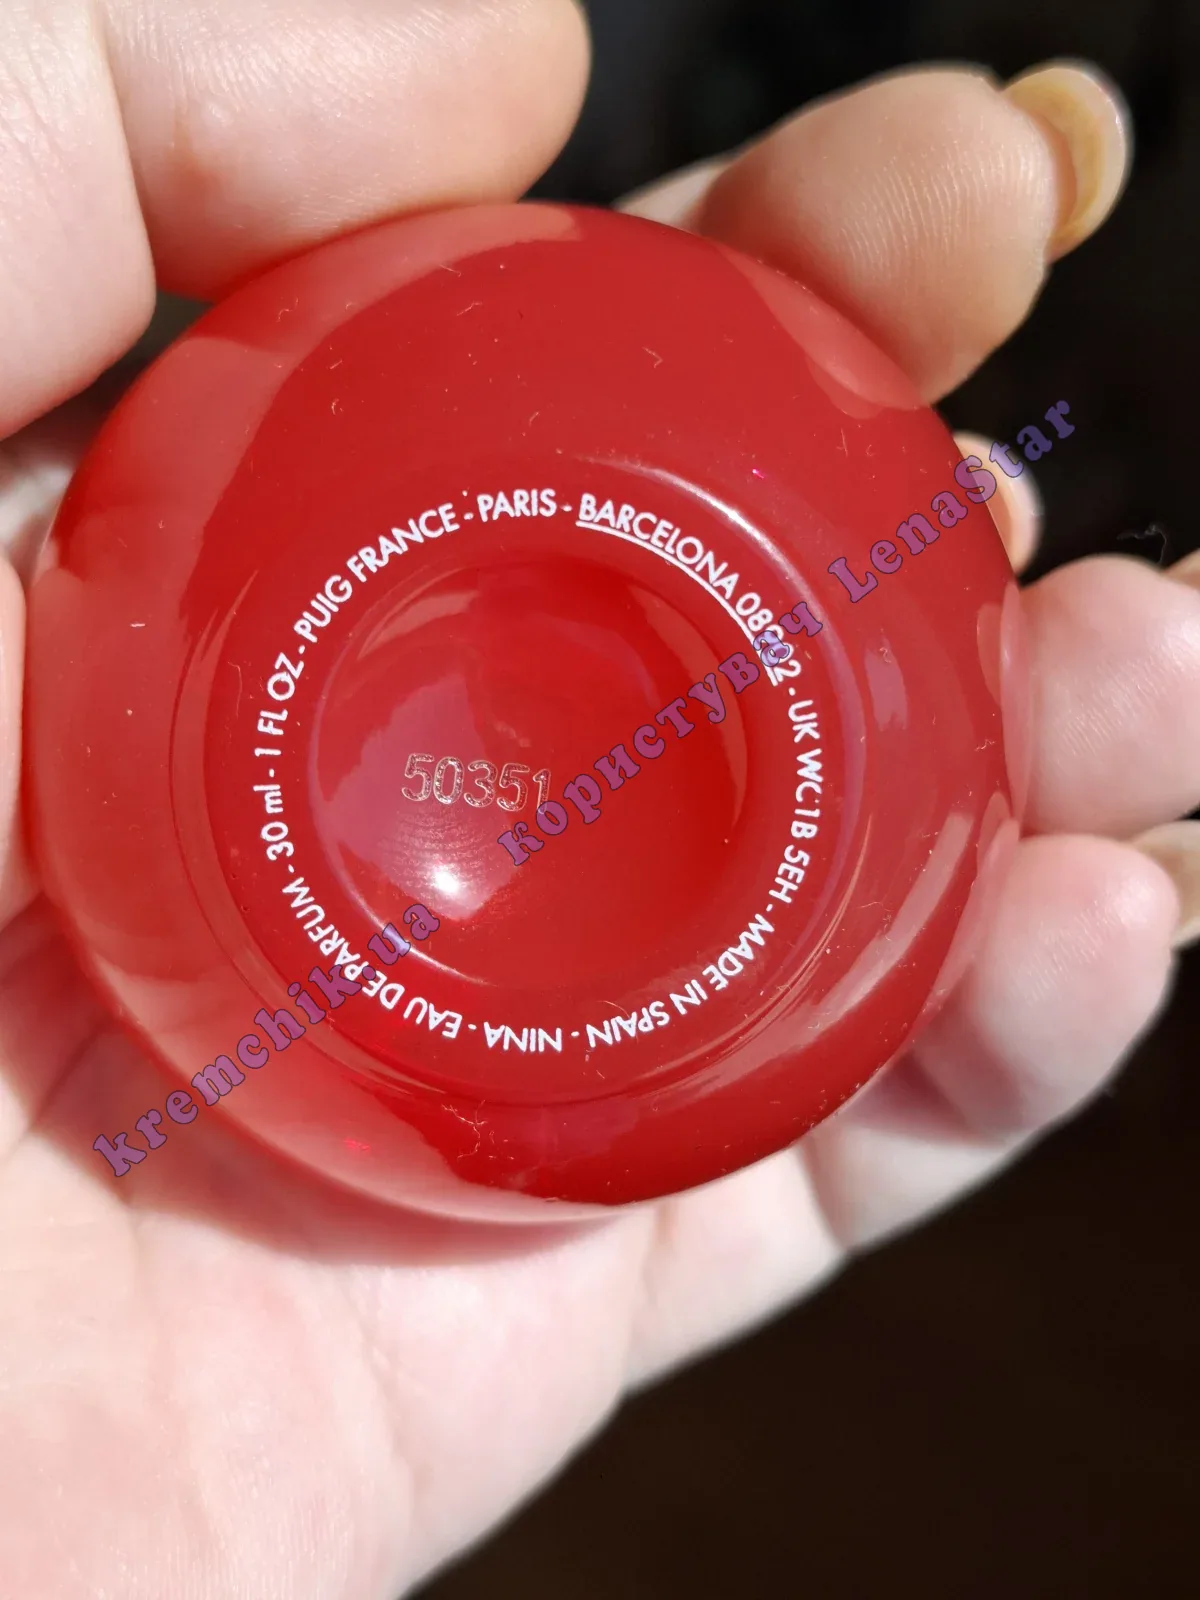 NINA - EAU DE PARFUM - 30 ml - 1 FL OZ - PUIG FRANCE - PARIS - BARCELONA UK WC1B 5EH - MADE IN SPAIN -
50351
kremchik.ua користувач LenaStar